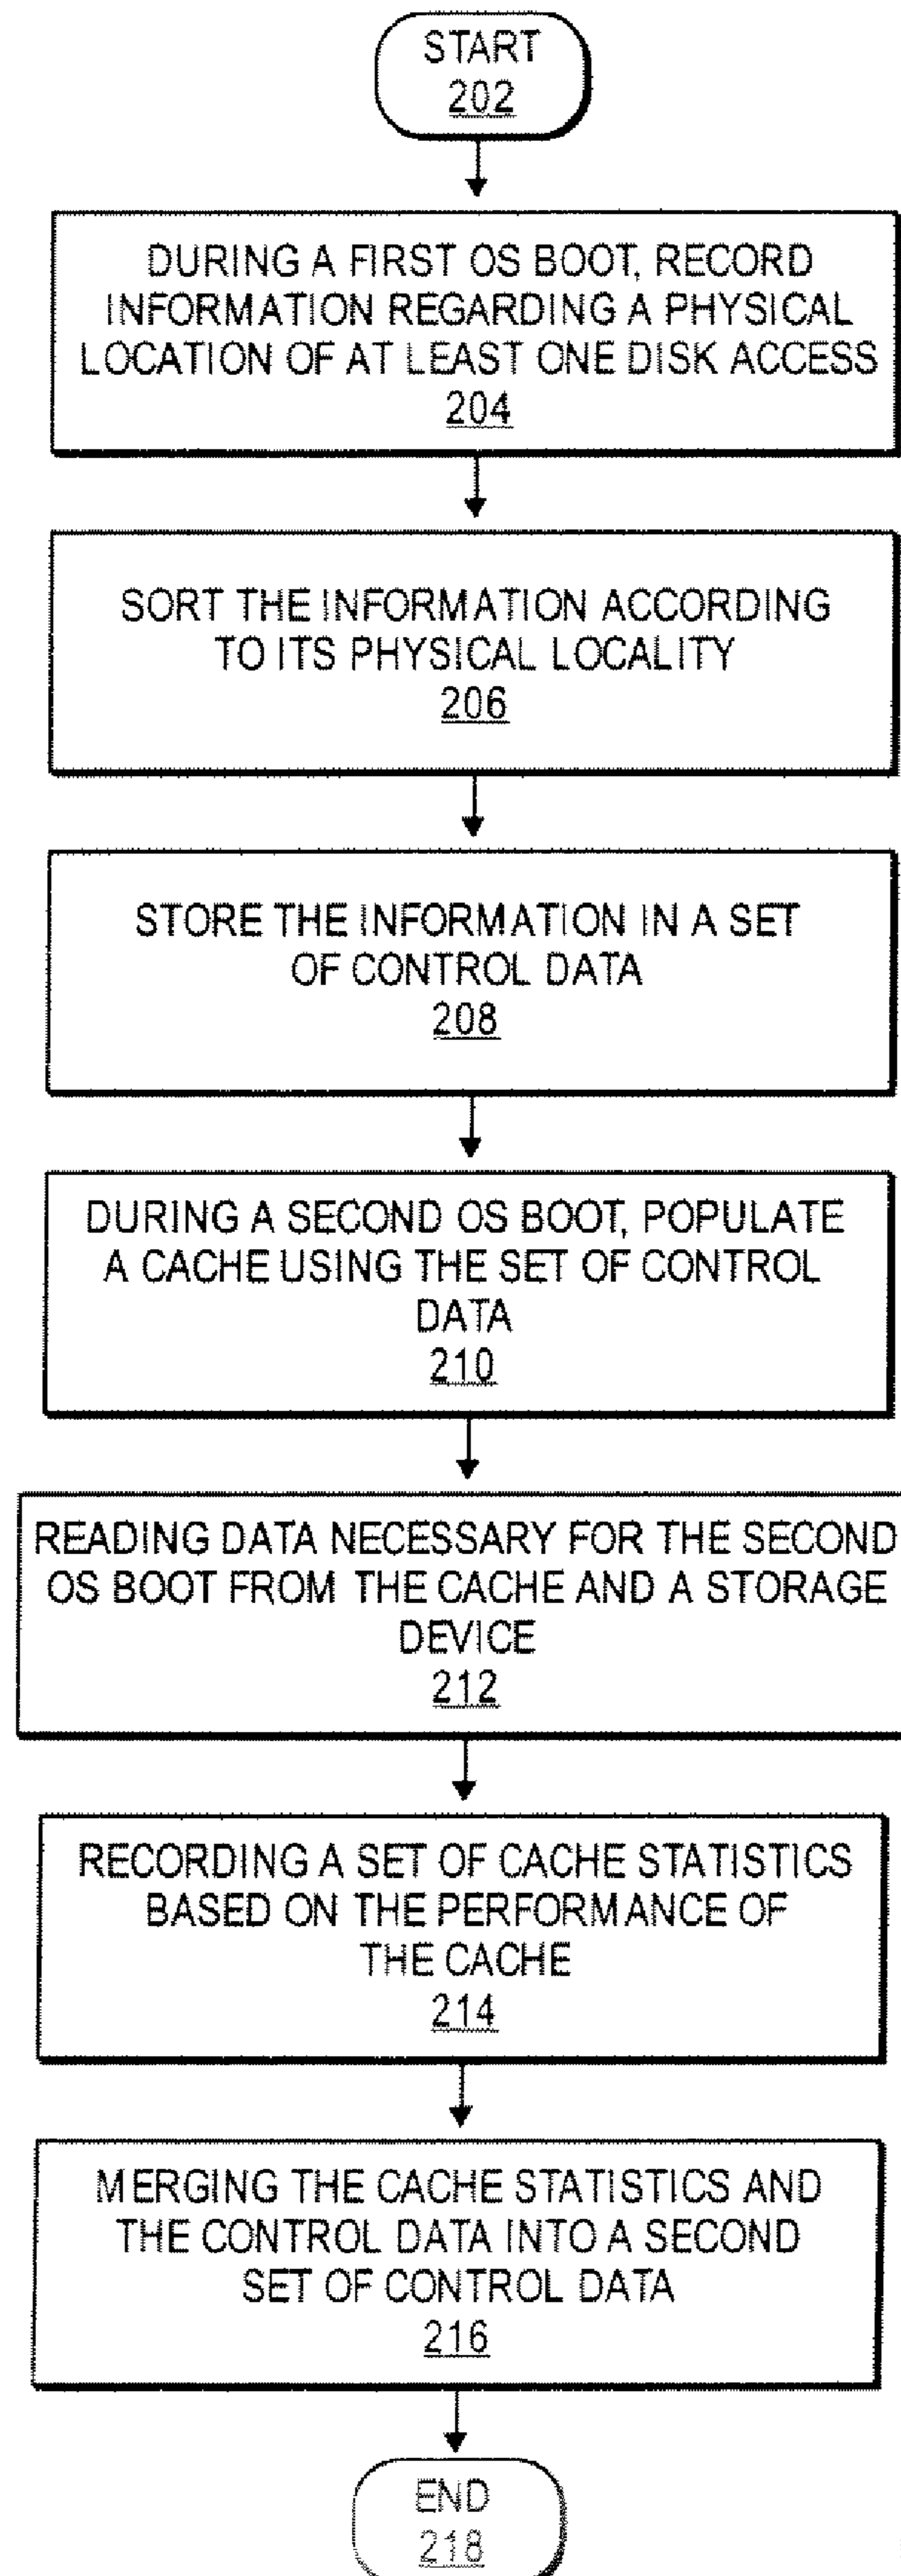 START
202
DURING A FIRST OS BOOT, RECORD
INFORMATION REGARDING A PHYSICAL
LOCATION OF AT LEAST ONE DISK ACCESS
204
SORT THE INFORMATION ACCORDING
TO ITS PHYSICAL LOCALITY
206
STORE THE INFORMATION IN A SET
OF CONTROL DATA
208
DURING A SECOND OS BOOT, POPULATE
A CACHE USING THE SET OF CONTROL
DATA
210
READING DATA NECESSARY FOR THE SECOND
OS BOOT FROM THE CACHE AND A STORAGE
DEVICE
212
RECORDING A SET OF CACHE STATISTICS
BASED ON THE PERFORMANCE OF
THE CACHE
214
MERGING THE CACHE STATISTICS AND
THE CONTROL DATA INTO A SECOND
SET OF CONTROL DATA
216
END
218